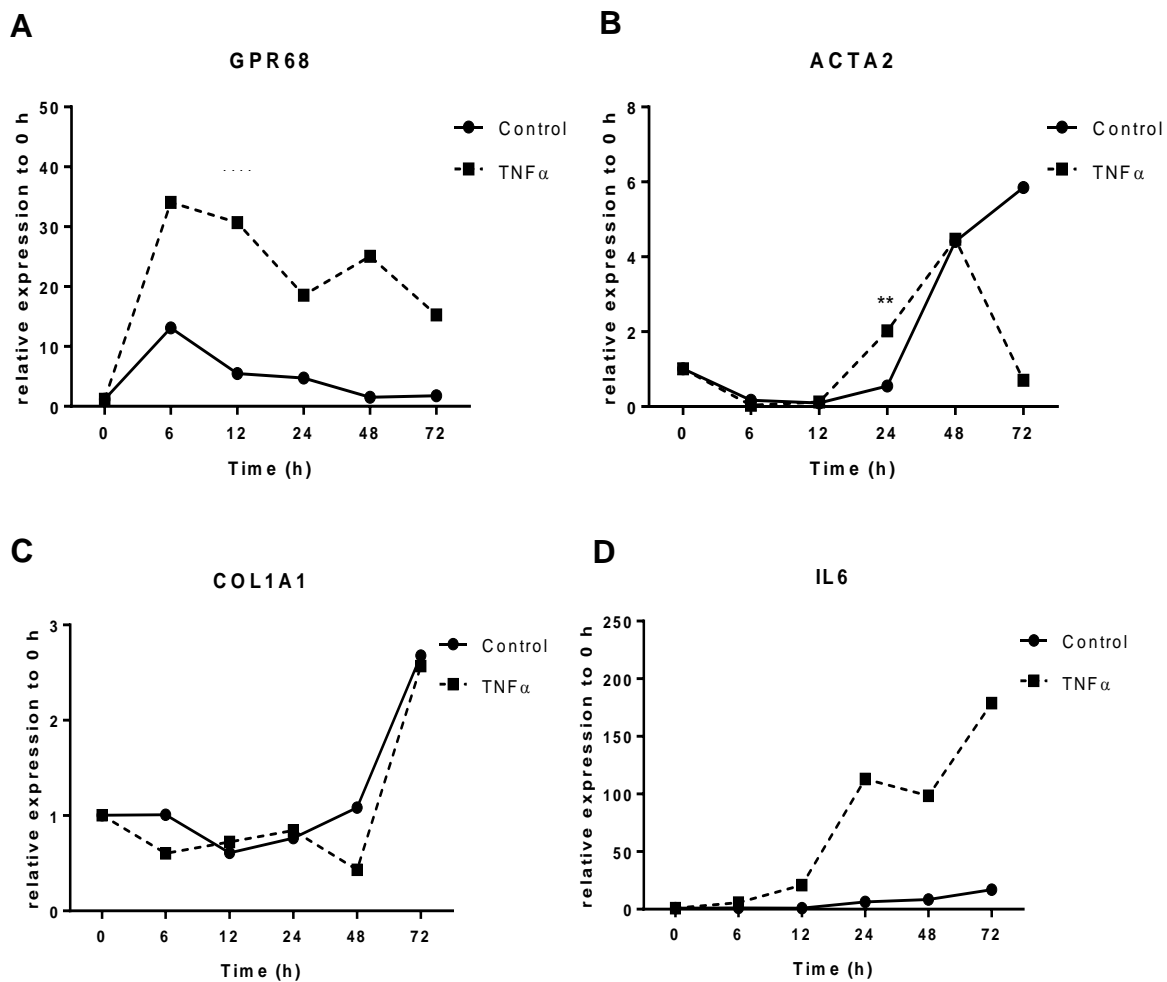 A
GPR68
relative expression to 0 h
50
40
30
20
10
0
0 6 12 24 48 72
Time (h)
Control
TNFα
B
ACTA2
relative expression to 0 h
8
6
4
2
0
**
0 6 12 24 48 72
Time (h)
Control
TNFα
C
COL1A1
relative expression to 0 h
3
2
1
0
0 6 12 24 48 72
Time (h)
Control
TNFα
D
IL6
relative expression to 0 h
250
200
150
100
50
0
0 6 12 24 48 72
Time (h)
Control
TNFα